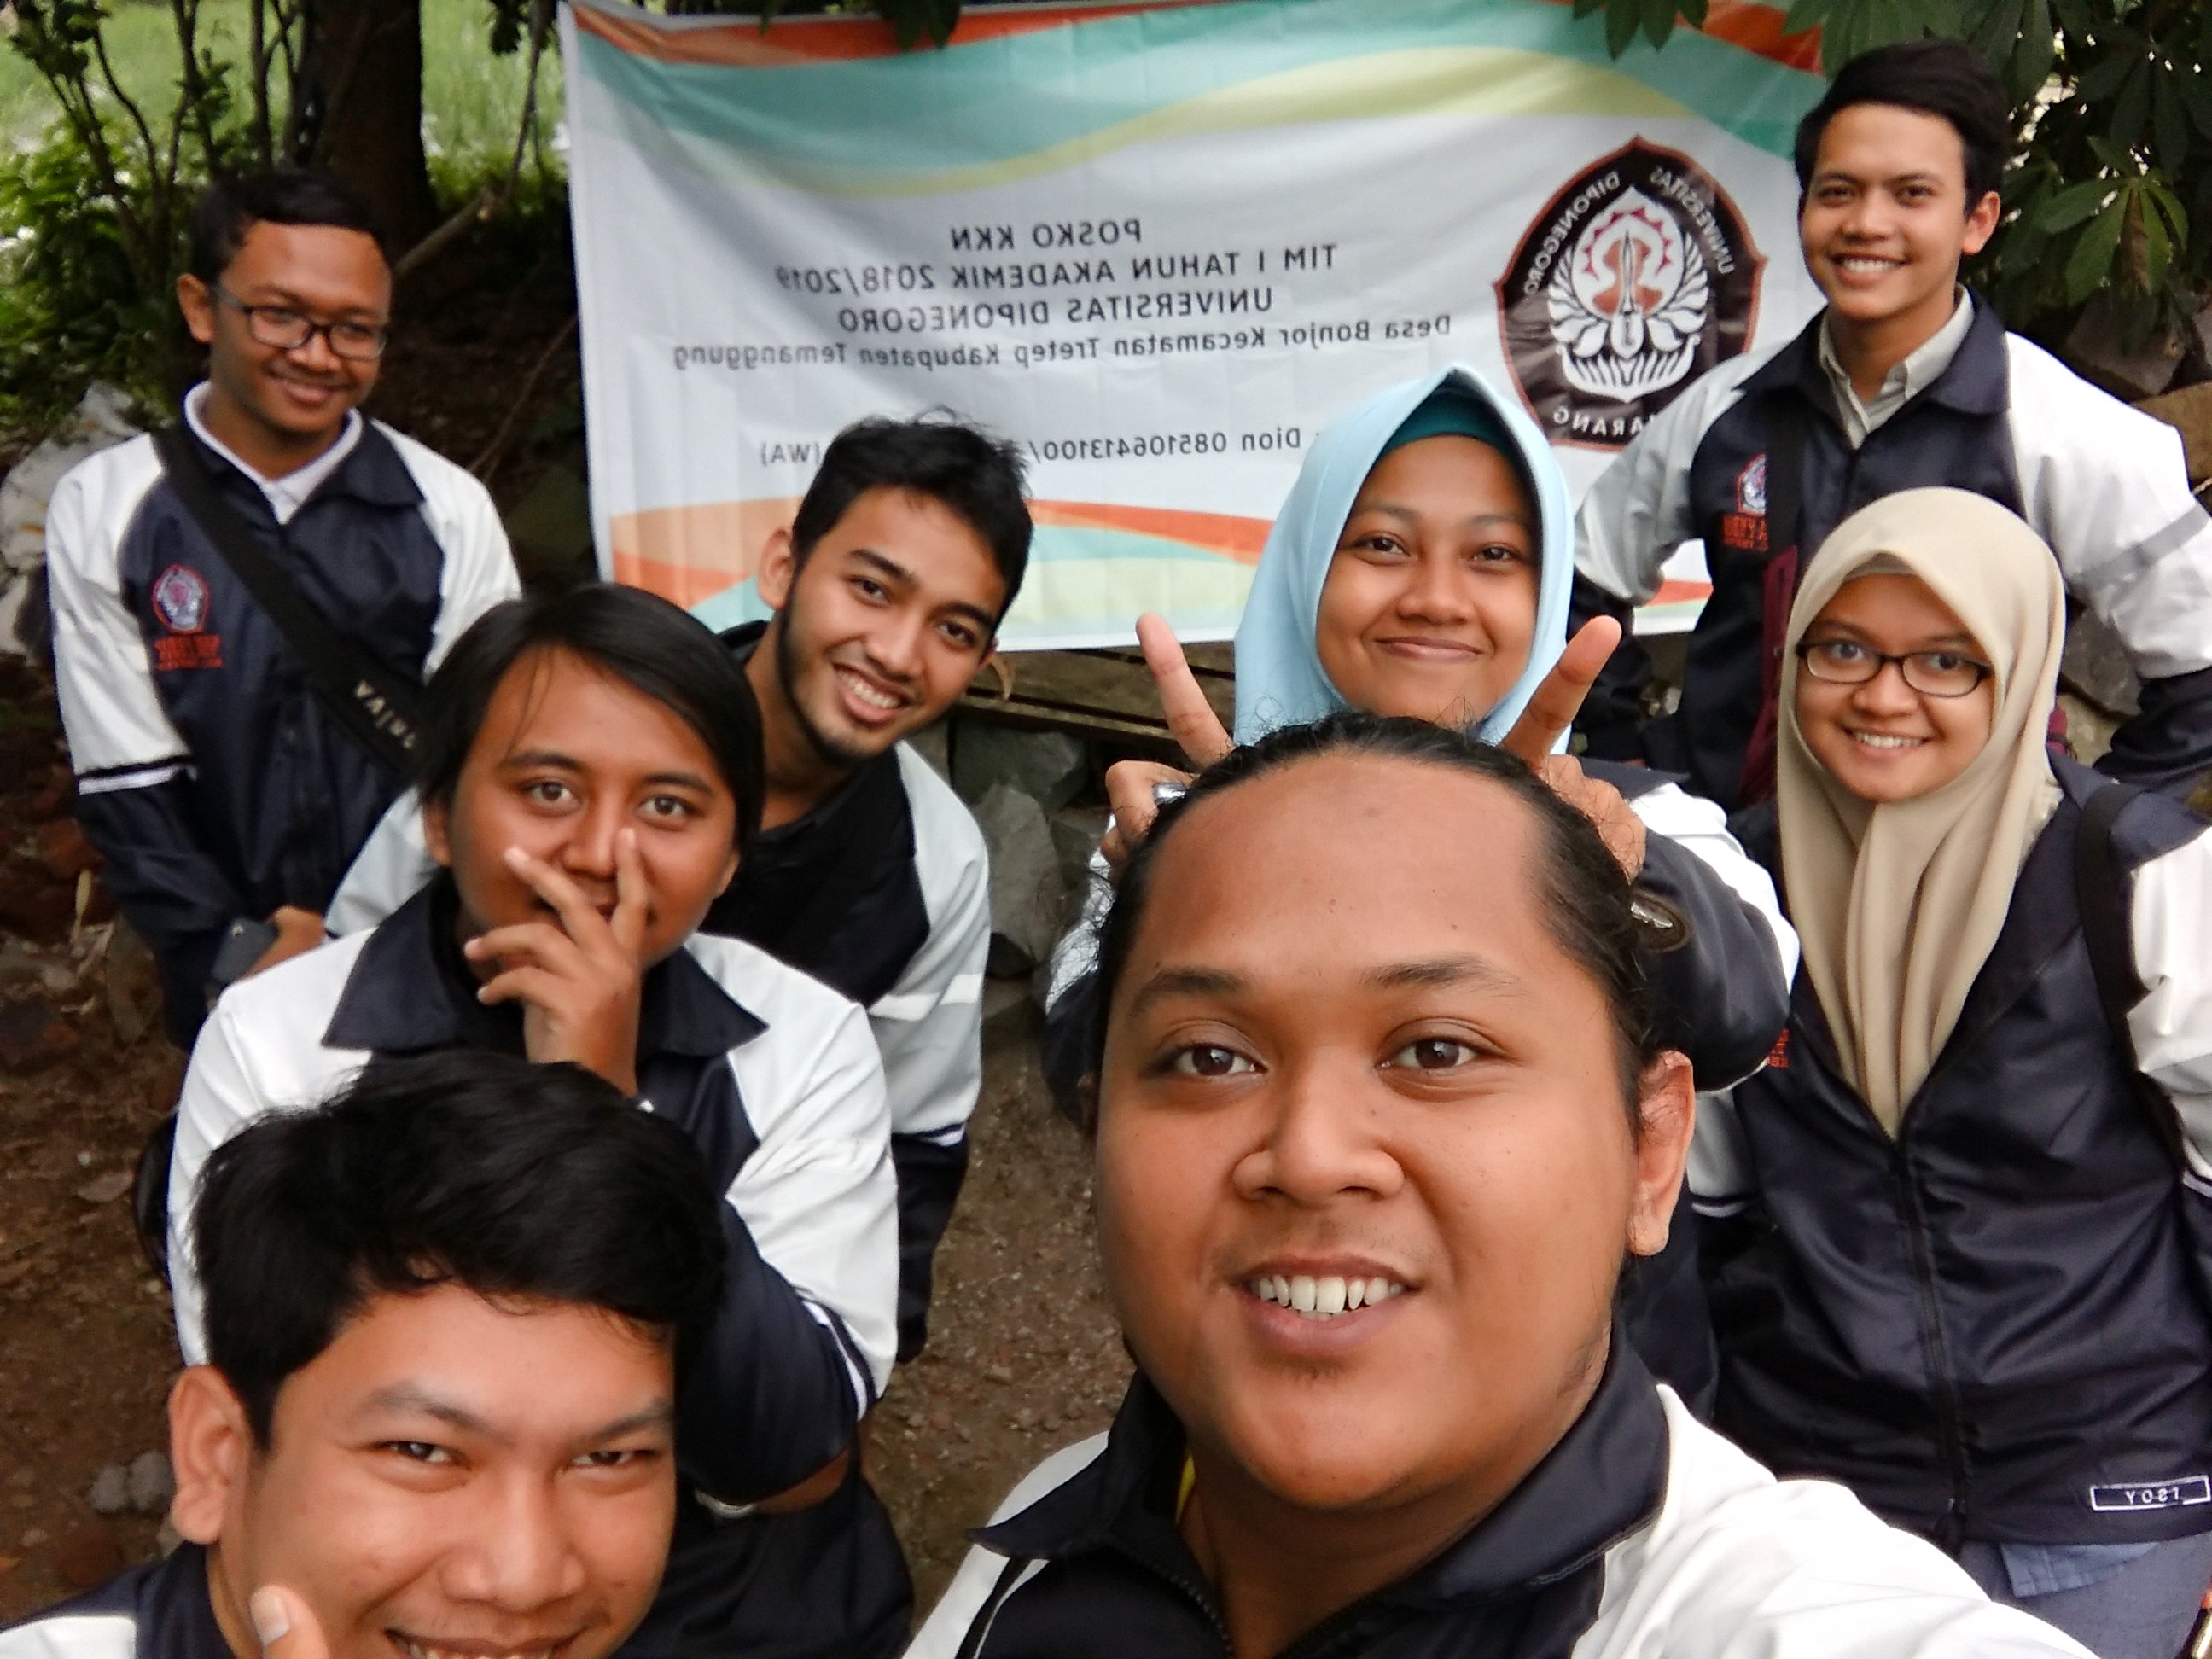 POSKO KKN
TIM I TAHUN AKADEMIK 2018/2019
UNIVERSITAS DIPONEGORO
Desa Bonjor Kecamatan Tretep Kabupaten Temanggung
Dion 085106413100/
(WA)
UNIVERSITAS DIPONEGORO